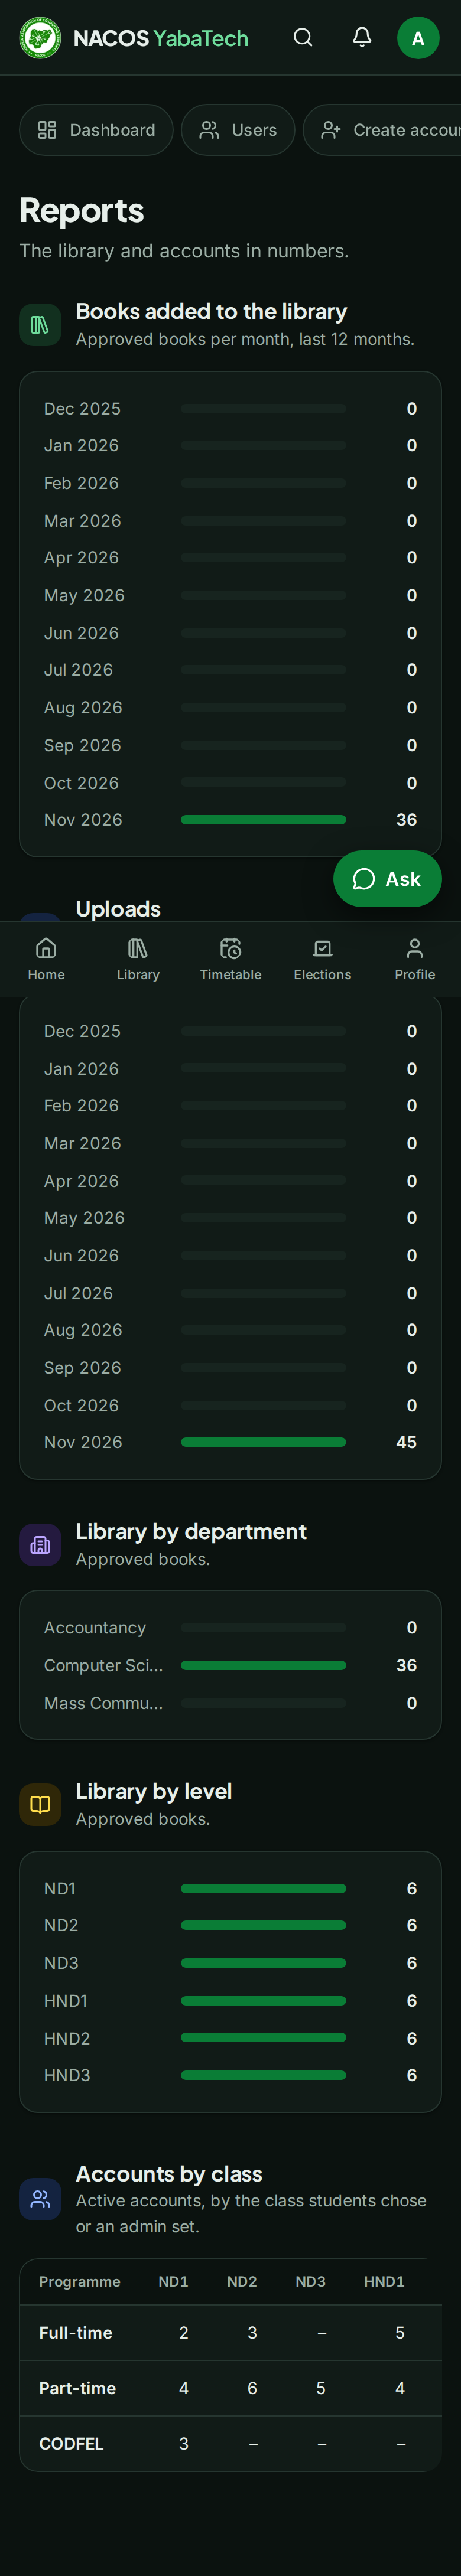 NACOS YabaTech
A
Dashboard
Users
Create accour
Reports
The library and accounts in numbers.
Books added to the library
Approved books per month, last 12 months.
Dec 2025 0
Jan 2026 0
Feb 2026 0
Mar 2026 0
Apr 2026 0
May 2026 0
Jun 2026 0
Jul 2026 0
Aug 2026 0
Sep 2026 0
Oct 2026 0
Nov 2026 36
Ask
Uploads
Home
Library
Timetable
Elections
Profile
Dec 2025 0
Jan 2026 0
Feb 2026 0
Mar 2026 0
Apr 2026 0
May 2026 0
Jun 2026 0
Jul 2026 0
Aug 2026 0
Sep 2026 0
Oct 2026 0
Nov 2026 45
Library by department
Approved books.
Accountancy 0
Computer Sci... 36
Mass Commu... 0
Library by level
Approved books.
ND1 6
ND2 6
ND3 6
HND1 6
HND2 6
HND3 6
Accounts by class
Active accounts, by the class students chose
or an admin set.
Programme ND1 ND2 ND3 HND1
Full-time 2 3 – 5
Part-time 4 6 5 4
CODFEL 3 – – –